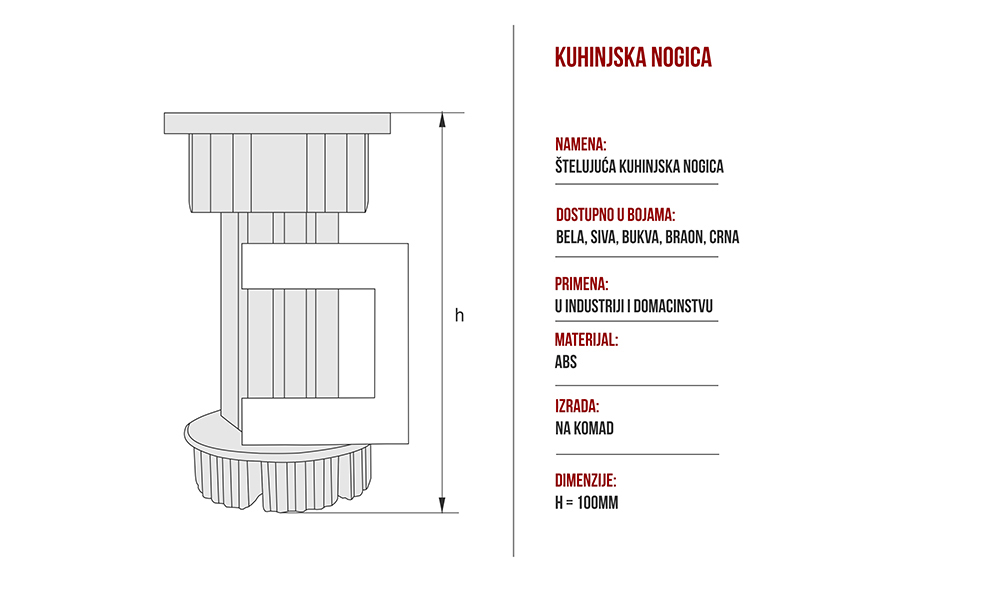 KUHINJSKA NOGICA
NAMENA:
ŠTELUJUĆA KUHINJSKA NOGICA
DOSTUPNO U BOJAMA:
BELA, SIVA, BUKVA, BRAON, CRNA
PRIMENA:
U INDUSTRIJI I DOMACINSTVU
h
MATERIJAL:
ABS
IZRADA:
NA KOMAD
DIMENZIJE:
H = 100MM